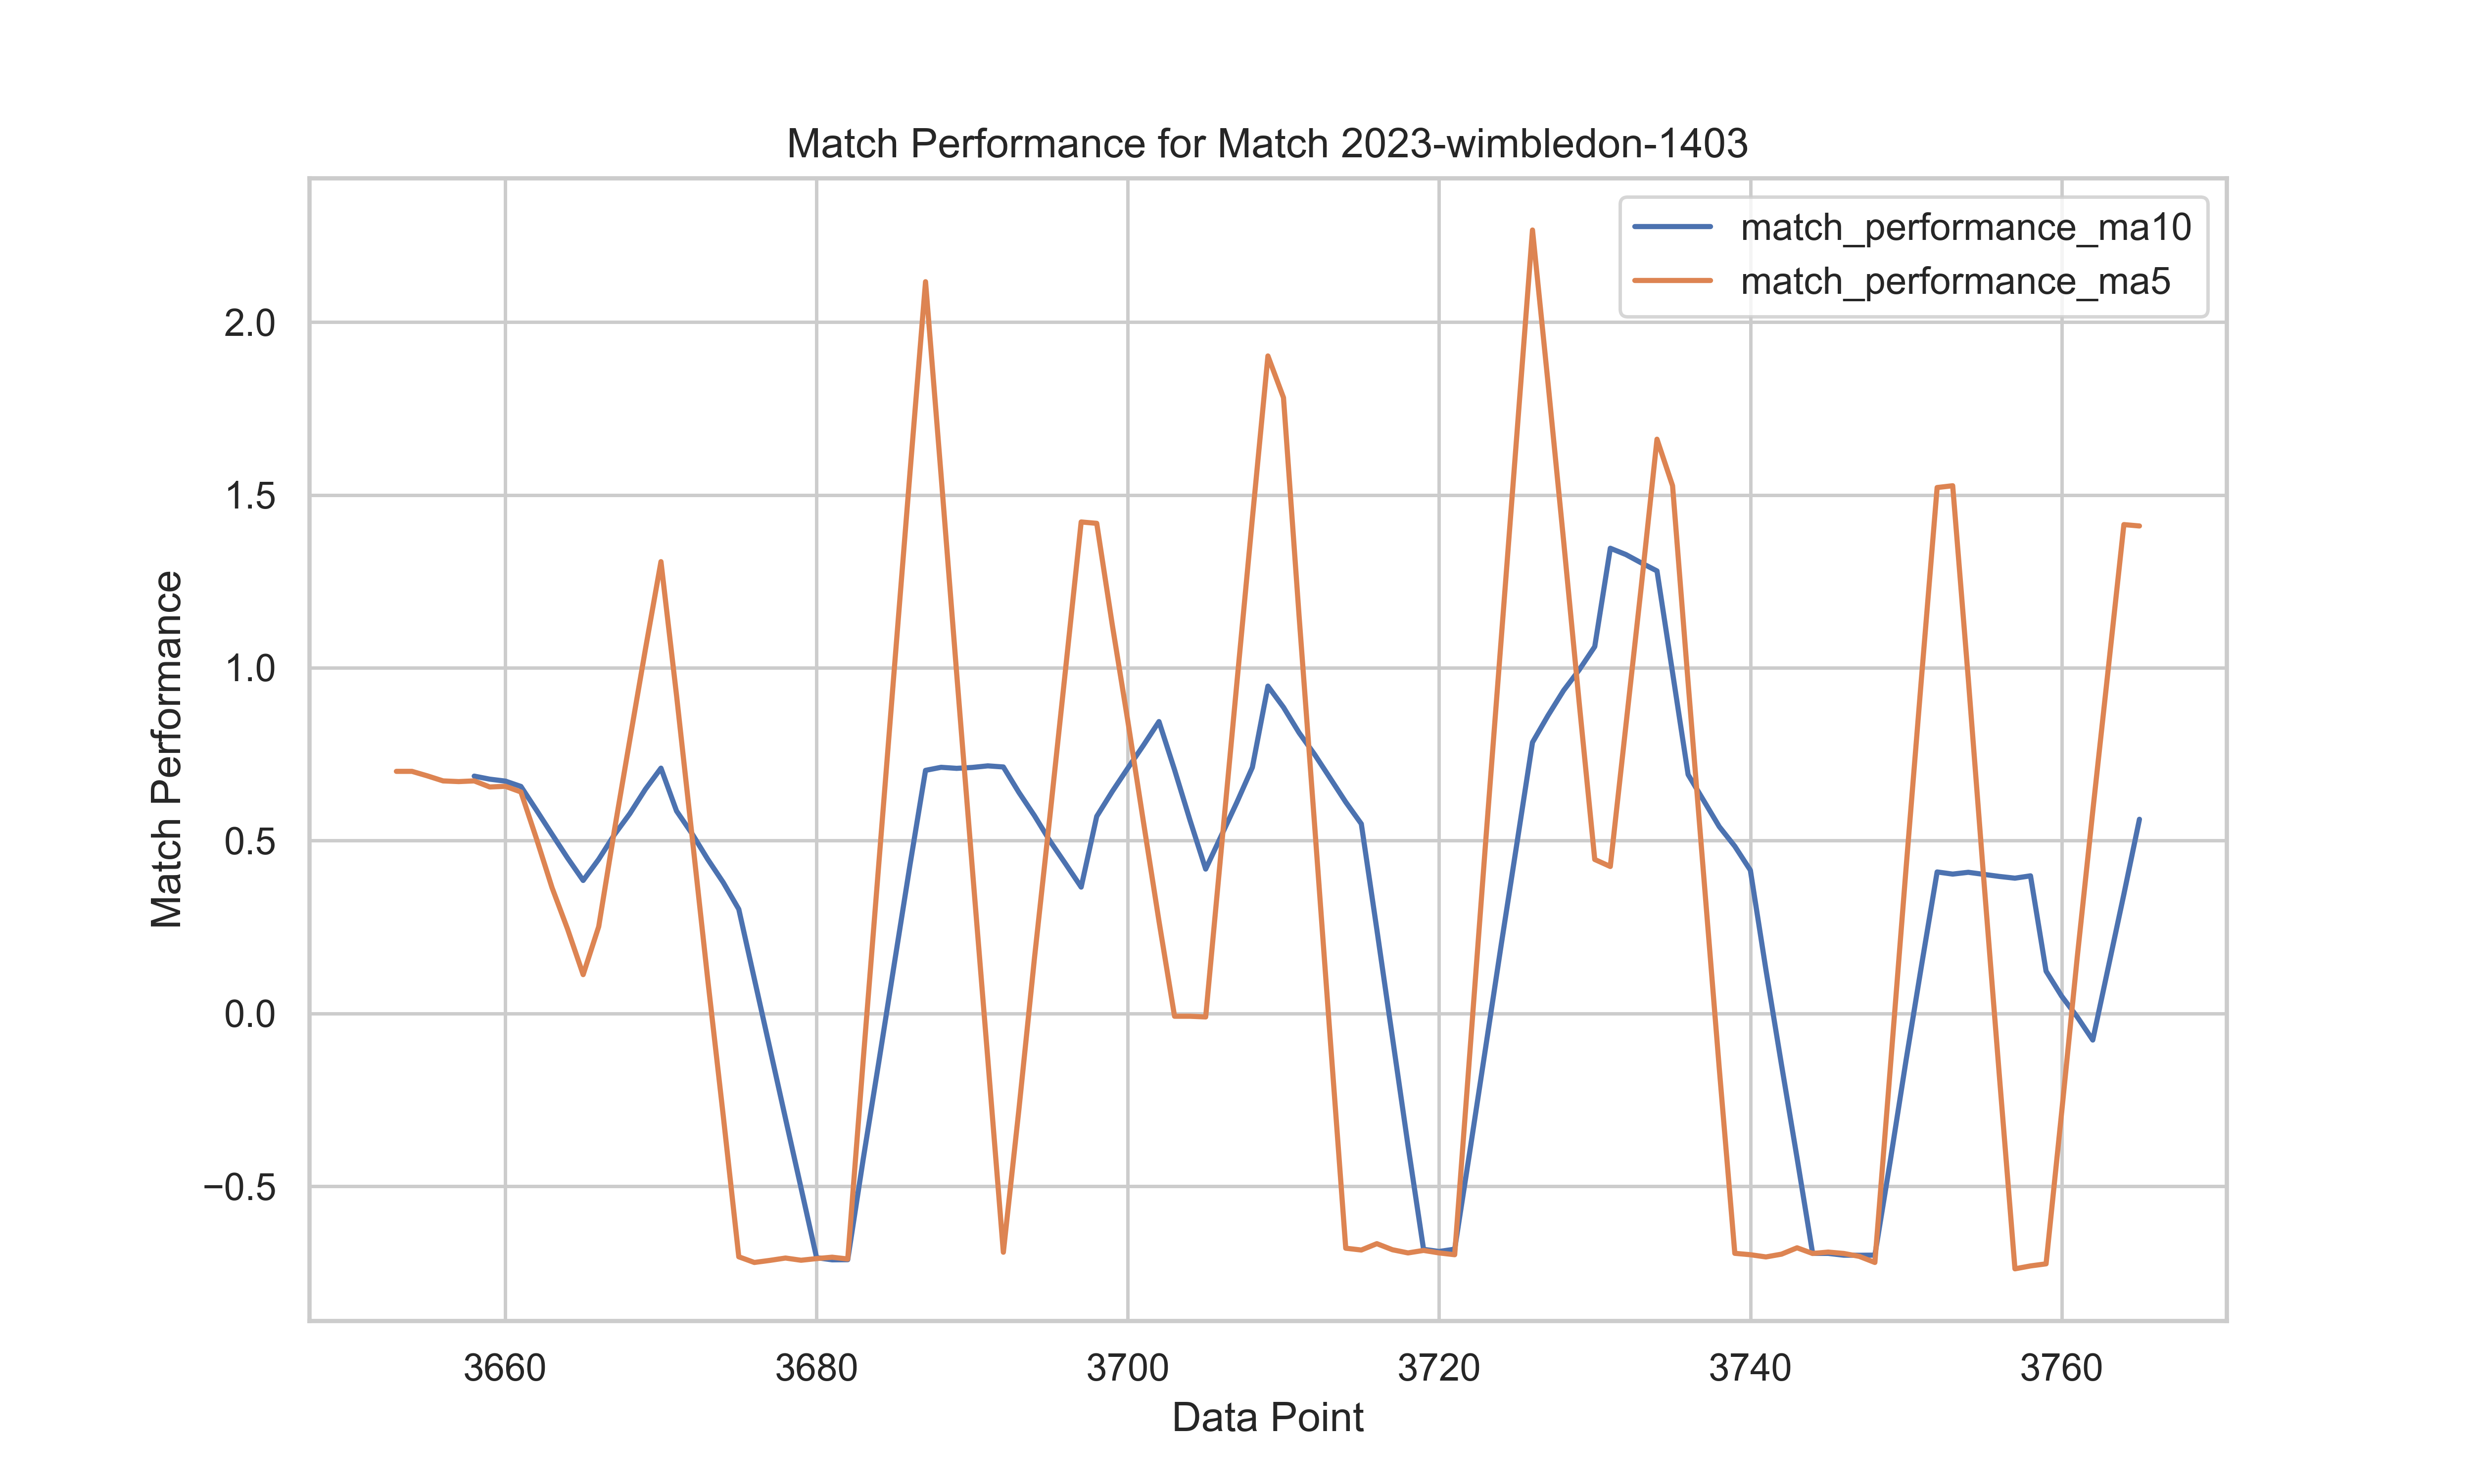 Match Performance for Match 2023-wimbledon-1403
match_performance_ma10
match_performance_ma5
Match Performance
2.0
1.5
1.0
0.5
0.0
−0.5
3660 3680 3700 3720 3740 3760
Data Point